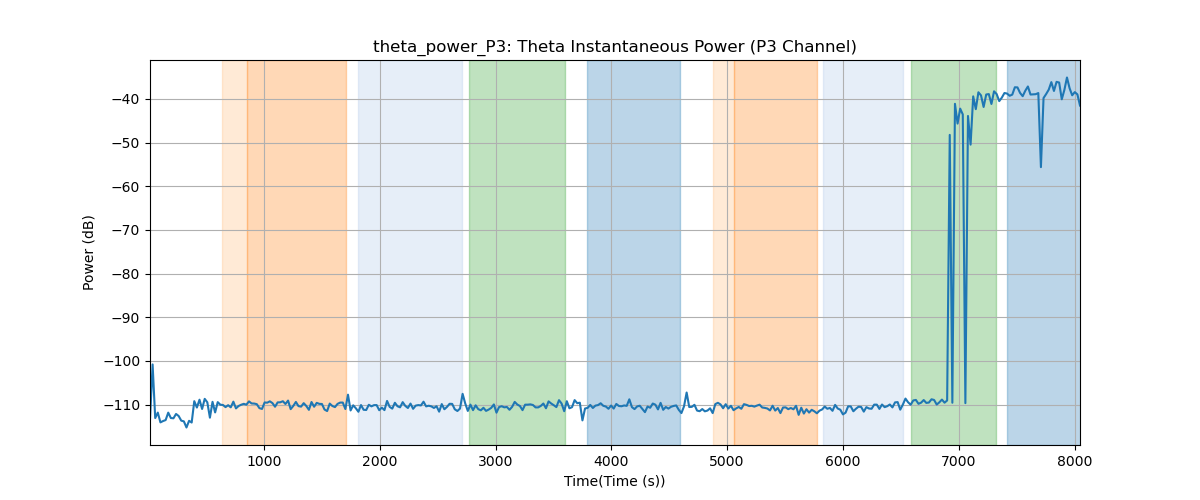 theta_power_P3: Theta Instantaneous Power (P3 Channel)
Power (dB)
−40
−50
−60
−70
−80
−90
−100
−110
1000 2000 3000 4000 5000 6000 7000 8000
Time(Time (s))